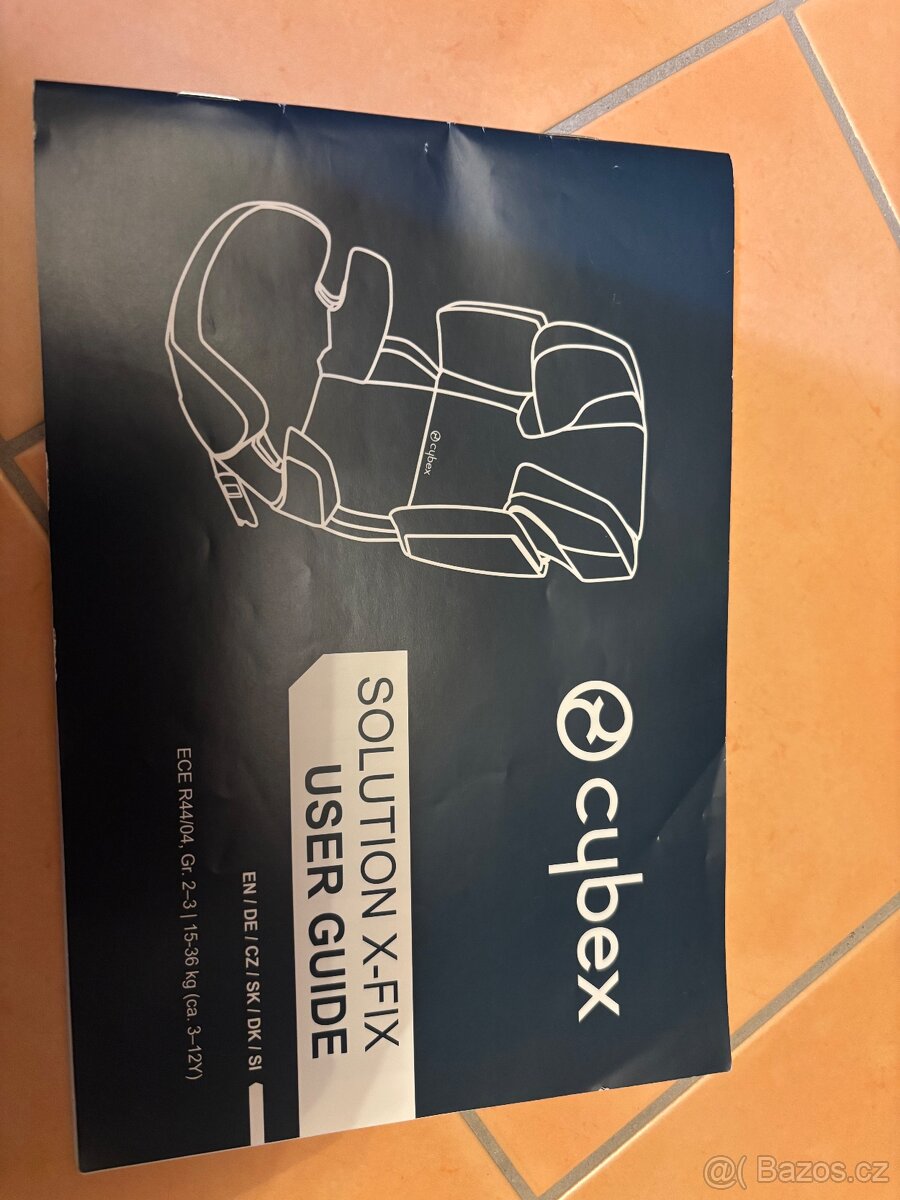 cybex
cybex
SOLUTION X-FIX
USER GUIDE
EN / DE / CZ / SK / DK / SI
ECE R44/04, Gr. 2–3 | 15-36 kg (ca. 3–12Y)
@( Bazos.cz